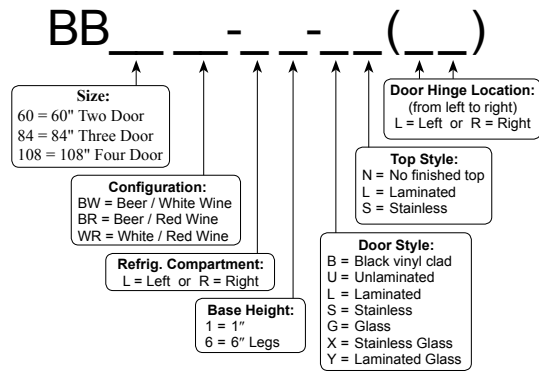 BB__ __-_ _-_ _(_ _)
Size:
60 = 60" Two Door
84 = 84" Three Door
108 = 108" Four Door
Configuration:
BW = Beer / White Wine
BR = Beer / Red Wine
WR = White / Red Wine
Refrig. Compartment:
L = Left or R = Right
Base Height:
1 = 1″
6 = 6″ Legs
Door Style:
B = Black vinyl clad
U = Unlaminated
L = Laminated
S = Stainless
G = Glass
X = Stainless Glass
Y = Laminated Glass
Top Style:
N = No finished top
L = Laminated
S = Stainless
Door Hinge Location:
(from left to right)
L = Left or R = Right